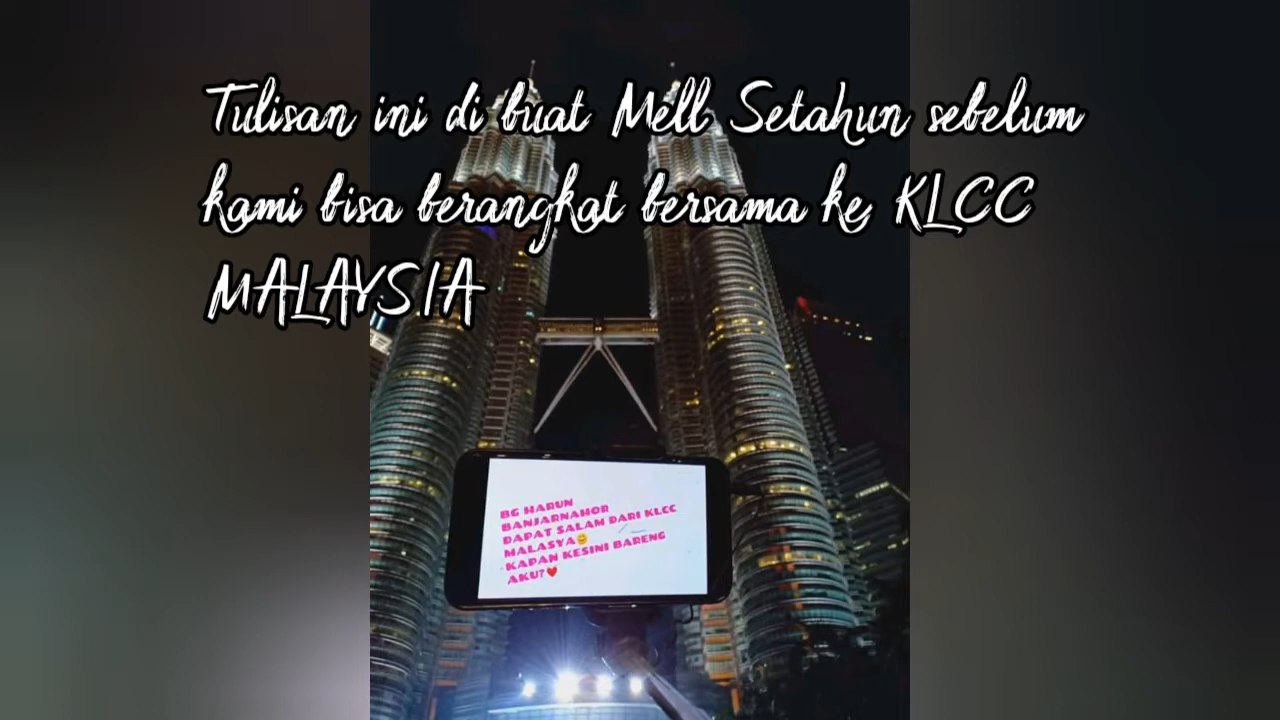 Tulisan ini di buat Mell Setahun sebelum
kami bisa berangkat bersama ke KLCC
MALAYSIA
BG HARUN
BANJARNAHOR
DAPAT SALAM DARI KLCC
MALASYA😊
KAPAN KESINI BARENG
AKU?❤️